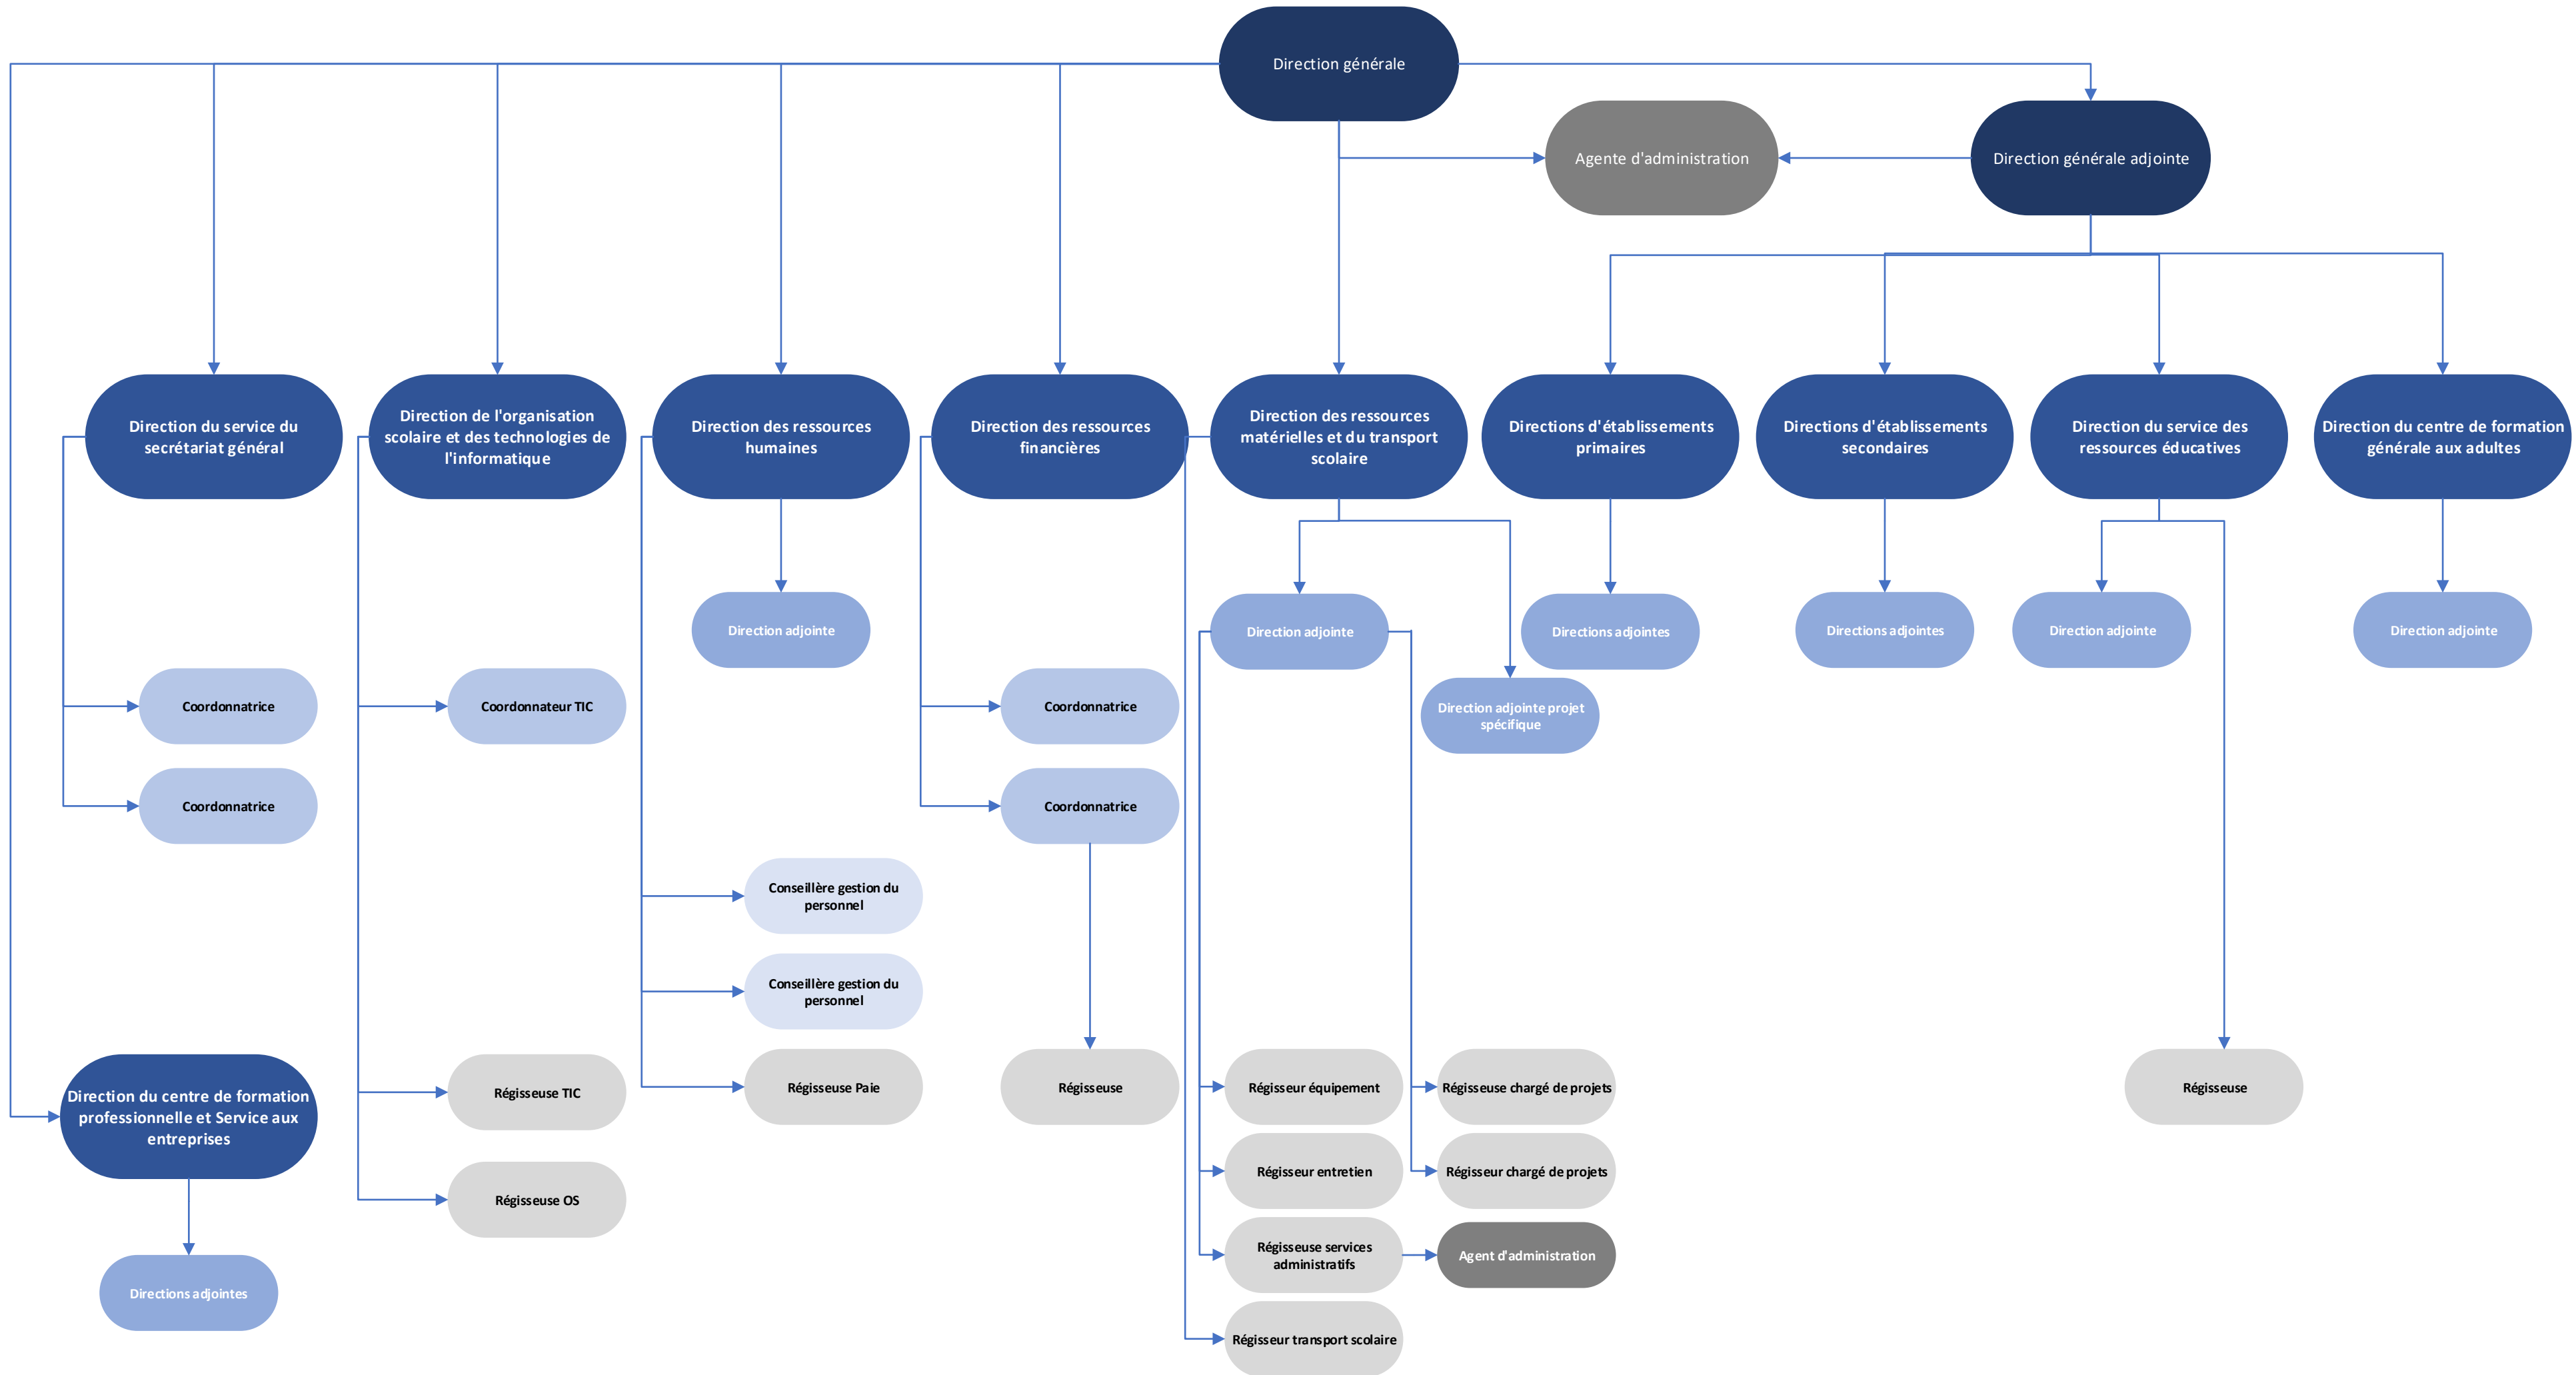 Direction générale
Agente d'administration
Direction générale adjointe
Direction du service du
secrétariat général
Direction de l'organisation
scolaire et des technologies de
l'informatique
Direction des ressources
humaines
Direction des ressources
financières
Direction des ressources
matérielles et du transport
scolaire
Directions d'établissements
primaires
Directions d'établissements
secondaires
Direction du service des
ressources éducatives
Direction du centre de formation
générale aux adultes
Direction adjointe
Direction adjointe
Directions adjointes
Directions adjointes
Direction adjointe
Direction adjointe
Coordonnatrice
Coordonnateur TIC
Coordonnatrice
Direction adjointe projet
spécifique
Coordonnatrice
Coordonnatrice
Conseillère gestion du
personnel
Conseillère gestion du
personnel
Direction du centre de formation
professionnelle et Service aux
entreprises
Régisseuse TIC
Régisseuse Paie
Régisseuse
Régisseur équipement
Régisseuse chargé de projets
Régisseuse
Régisseur entretien
Régisseur chargé de projets
Régisseuse OS
Régisseuse services
administratifs
Agent d'administration
Directions adjointes
Régisseur transport scolaire